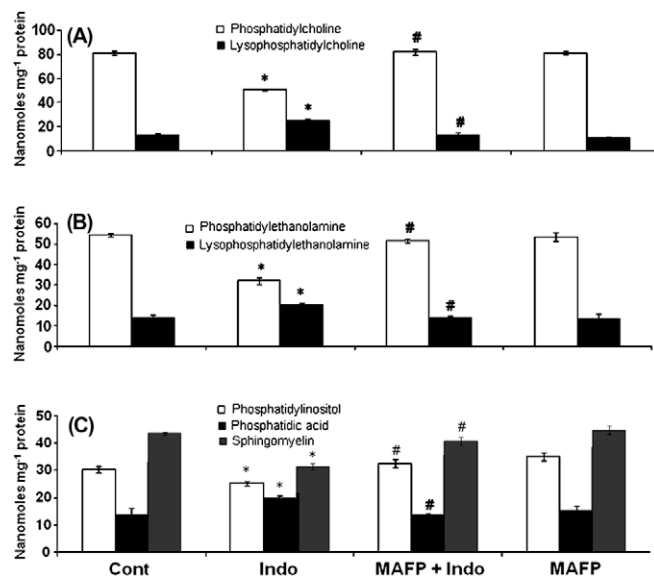 (A)
Phosphatidylcholine
Lysophosphatidylcholine
Nanomoles mg-1 protein
100
80
60
40
20
0
*
*
#
#
(B)
Phosphatidylethanolamine
Lysophosphatidylethanolamine
Nanomoles mg-1 protein
60
50
40
30
20
10
0
*
*
#
#
(C)
Phosphatidylinositol
Phosphatidic acid
Sphingomyelin
Nanomoles mg-1 protein
50
40
30
20
10
0
*
*
*
#
#
#
Cont Indo MAFP + Indo MAFP